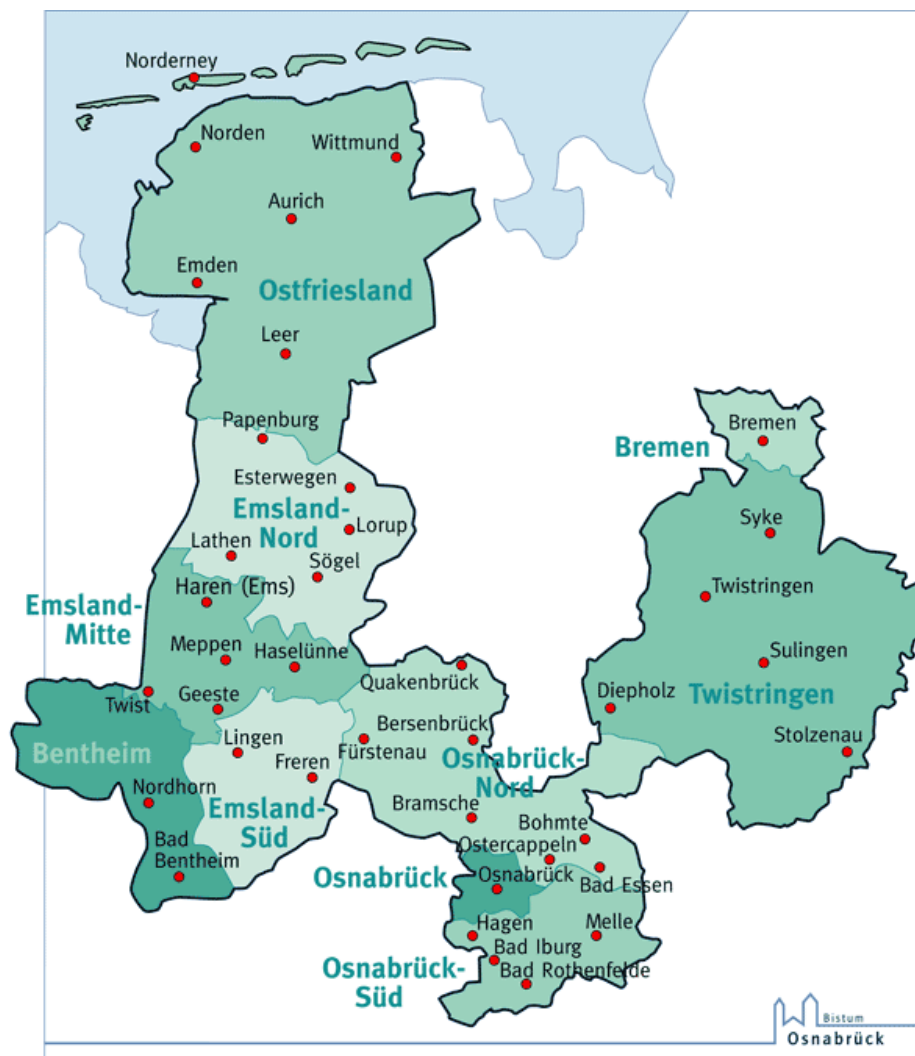 Norderney
Norden
Wittmund
Aurich
Emden
Ostfriesland
Leer
Papenburg
Bremen
Bremen
Esterwegen
Emsland-
Nord
Lorup
Syke
Lathen
Sögel
Haren (Ems)
Twistringen
Emsland-
Mitte
Meppen
Haselünne
Sulingen
Quakenbrück
Twist
Geeste
Diepholz
Twistringen
Bersenbrück
Stolzenau
Bentheim
Lingen
Fürstenau
Osnabrück-
Nord
Freren
Nordhorn
Emsland-
Süd
Bramsche
Bohmte
Bad
Bentheim
Ostercappeln
Osnabrück
Osnabrück
Bad Essen
Hagen
Melle
Bad Iburg
Osnabrück-
Süd
Bad Rothenfelde
Bistum
Osnabrück